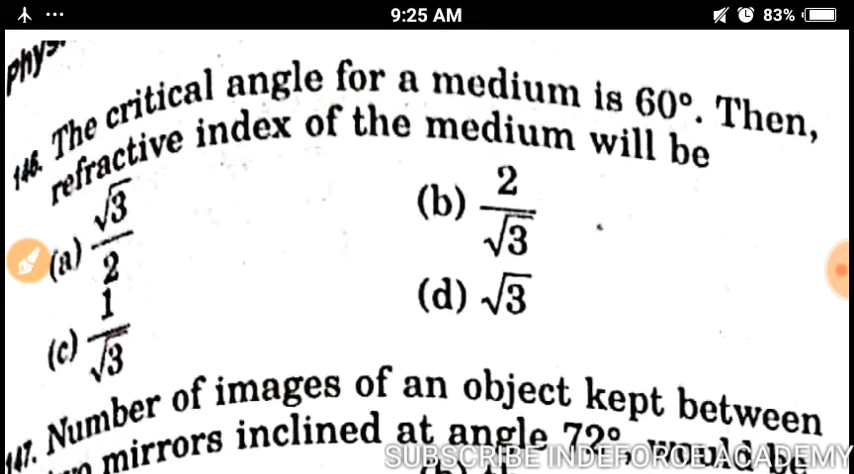 9:25 AM
83%
Phys.
146. The critical angle for a medium is 60°. Then,
refractive index of the medium will be
(a) √3/2
(b) 2/√3
(c) 1/√3
(d) √3
147. Number of images of an object kept between
mirrors inclined at angle 72°, would be
SUBSCRIBE INDEFORCE ACADEMY